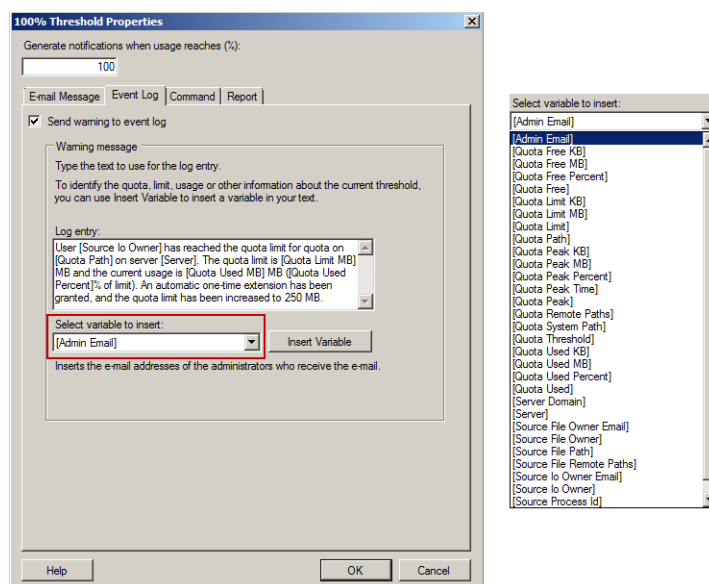 100% Threshold Properties
Generate notifications when usage reaches (%):
100
E-mail Message
Event Log
Command
Report
Send warning to event log
Warning message
Type the text to use for the log entry.
To identify the quota, limit, usage or other information about the current threshold,
you can use Insert Variable to insert a variable in your text.
Log entry:
User [Source Io Owner] has reached the quota limit for quota on
[Quota Path] on server [Server]. The quota limit is [Quota Limit MB]
MB and the current usage is [Quota Used MB] MB ([Quota Used
Percent]% of limit). An automatic one-time extension has been
granted, and the quota limit has been increased to 250 MB.
Select variable to insert:
[Admin Email]
Insert Variable
Inserts the e-mail addresses of the administrators who receive the e-mail.
Help
OK
Cancel
Select variable to insert:
[Admin Email]
[Admin Email]
[Quota Free KB]
[Quota Free MB]
[Quota Free Percent]
[Quota Free]
[Quota Limit KB]
[Quota Limit MB]
[Quota Limit]
[Quota Path]
[Quota Peak KB]
[Quota Peak MB]
[Quota Peak Percent]
[Quota Peak Time]
[Quota Peak]
[Quota Remote Paths]
[Quota System Path]
[Quota Threshold]
[Quota Used KB]
[Quota Used MB]
[Quota Used Percent]
[Quota Used]
[Server Domain]
[Server]
[Source File Owner Email]
[Source File Owner]
[Source File Path]
[Source File Remote Paths]
[Source Io Owner Email]
[Source Io Owner]
[Source Process Id]